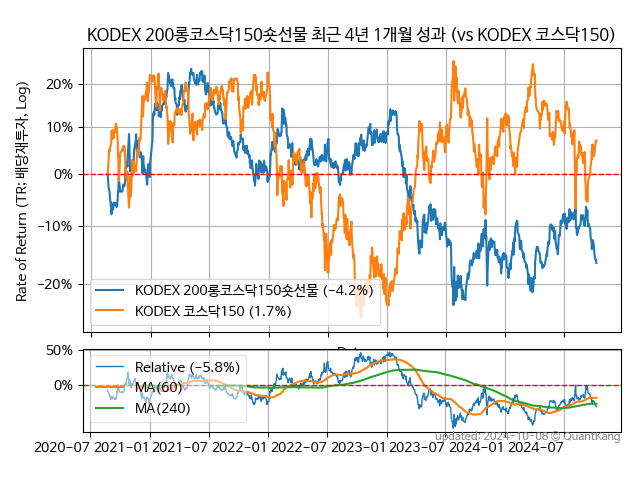 KODEX 200롱코스닥150숏선물 최근 4년 1개월 성과 (vs KODEX 코스닥150)
Rate of Return (TR: 배당재투자, Log)
20%
10%
0%
−10%
−20%
KODEX 200롱코스닥150숏선물 (−4.2%)
KODEX 코스닥150 (1.7%)
50%
0%
Relative (−5.8%)
MA(60)
MA(240)
2020-07 2021-01 2021-07 2022-01 2022-07 2023-01 2023-07 2024-01 2024-07
updated: 2024-10-08 © QuantKang